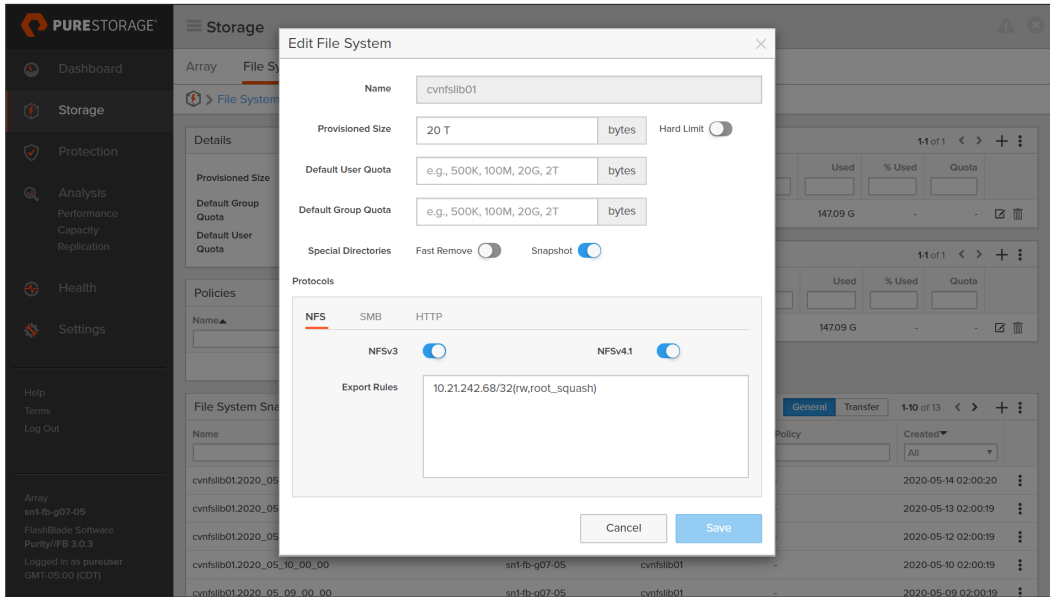 PURESTORAGE®
Dashboard
Storage
Protection
Analysis
Performance
Capacity
Replication
Health
Settings
Help
Terms
Log Out
Array
sn1-fb-g07-05
FlashBlade Software
Purity//FB 3.0.3
Logged in as pureuser
GMT-05:00 (CDT)
Storage
Array File Sy
File System
Details
Provisioned Size
Default Group
Quota
Default User
Quota
Policies
Name
Edit File System
Name cvnfslib01
Provisioned Size 20 T bytes Hard Limit
Default User Quota e.g., 500K, 100M, 20G, 2T bytes
Default Group Quota e.g., 500K, 100M, 20G, 2T bytes
Special Directories Fast Remove Snapshot
Protocols
NFS SMB HTTP
NFSv3 NFSv4.1
Export Rules 10.21.242.68/32(rw,root_squash)
Cancel Save
1-1 of 1
Used % Used Quota
147.09 G - -
1-1 of 1
Used % Used Quota
147.09 G - -
File System Sna General Transfer 1-10 of 13
Name Policy Created
All
cvnfslib01.2020_05 - 2020-05-14 02:00:20
cvnfslib01.2020_05 - 2020-05-13 02:00:19
cvnfslib01.2020_05 - 2020-05-12 02:00:19
cvnfslib01.2020_05_10_00_00 sn1-fb-g07-05 cvnfslib01 - 2020-05-10 02:00:19
cvnfslib01.2020_05_09_00_00 sn1-fb-g07-05 cvnfslib01 - 2020-05-09 02:00:19